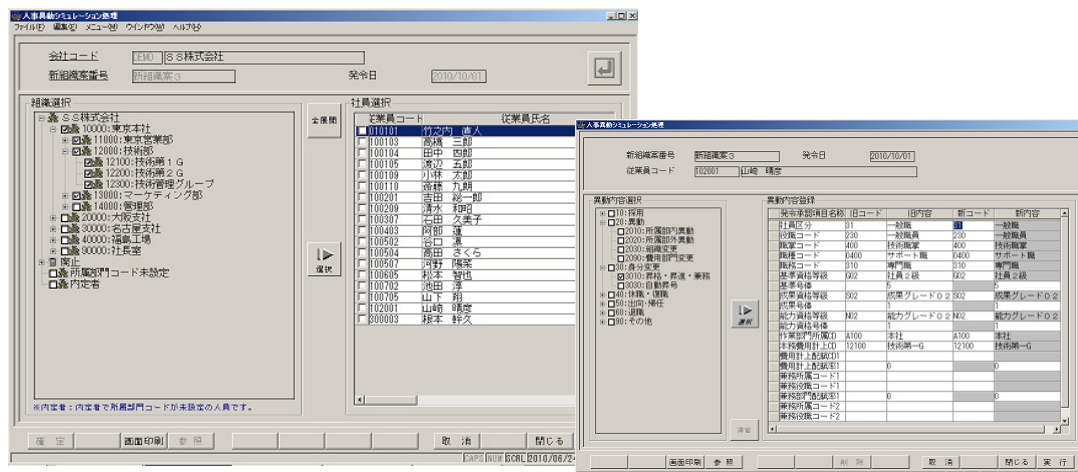 人事異動シミュレーション処理
ファイル(F) 編集(E) メニュー(M) ウインドウ(W) ヘルプ(H)
会社コード DEMO ＳＳ株式会社
新組織案番号 新組織案３ 発令日 2010/10/01
組織選択
ＳＳ株式会社
10000:東京本社
11000:東京営業部
12000:技術部
12100:技術第１Ｇ
12200:技術第２Ｇ
12300:技術管理グループ
13000:マーケティング部
14000:管理部
20000:大阪支社
30000:名古屋支社
40000:福島工場
90000:社長室
廃止
所属部門コード未設定
内定者
※内定者：内定者で所属部門コードが未設定の人員です。
全展開
選択
社員選択
従業員コード 従業員氏名
010101 竹之内 直人
100103 高橋 三郎
100104 田中 四郎
100105 渡辺 五郎
100109 小林 太郎
100110 斎藤 九朗
100201 吉田 総一郎
100209 清水 和昭
100307 石田 久美子
100403 阿部 蓮
100502 谷口 凛
100504 高田 さくら
100507 河野 陽菜
100605 松本 智也
100702 池田 淳
100705 山下 翔
102001 山崎 晴彦
300003 根本 幹久
確 定 画面印刷 参 照 取 消 閉じる
CAPS NUM SCRL 2010/06/2
人事異動シミュレーション処理
新組織案番号 新組織案３ 発令日 2010/10/01
従業員コード 102001 山崎 晴彦
異動内容選択
10:採用
20:異動
2010:所属部内異動
2020:所属部外異動
2030:組織変更
2090:費用部門変更
30:身分変更
3010:昇格・昇進・兼務
3030:自動昇号
40:休職・復職
50:出向・帰任
60:退職
90:その他
選択
異動内容登録
発令承認項目名称 旧コード 旧内容 新コード 新内容
社員区分 31 一般職 31 一般職
役職コード 230 一般職員 230 一般職員
職掌コード 400 技術職掌 400 技術職掌
職種コード 0400 サポート職 0400 サポート職
職務コード 310 専門職 310 専門職
基準資格等級 G02 社員２級 G02 社員２級
基準号俸 5 5
成果資格等級 S02 成果グレード０２ S02 成果グレード０２
成果号俸 1 1
能力資格等級 N02 能力グレード０２ N02 能力グレード０２
能力資格号俸 1 1
作業部門所属CD A100 本社 A100 本社
本務費用計上CD 12100 技術第一G 12100 技術第一G
費用計上配賦CD1
費用計上配賦率1 0 0
兼務所属コード1
兼務役職コード1
兼務部門配賦率1 0 0
兼務所属コード2
兼務役職コード2
画面印刷 参 照 削 除 取 消 閉じる 実 行